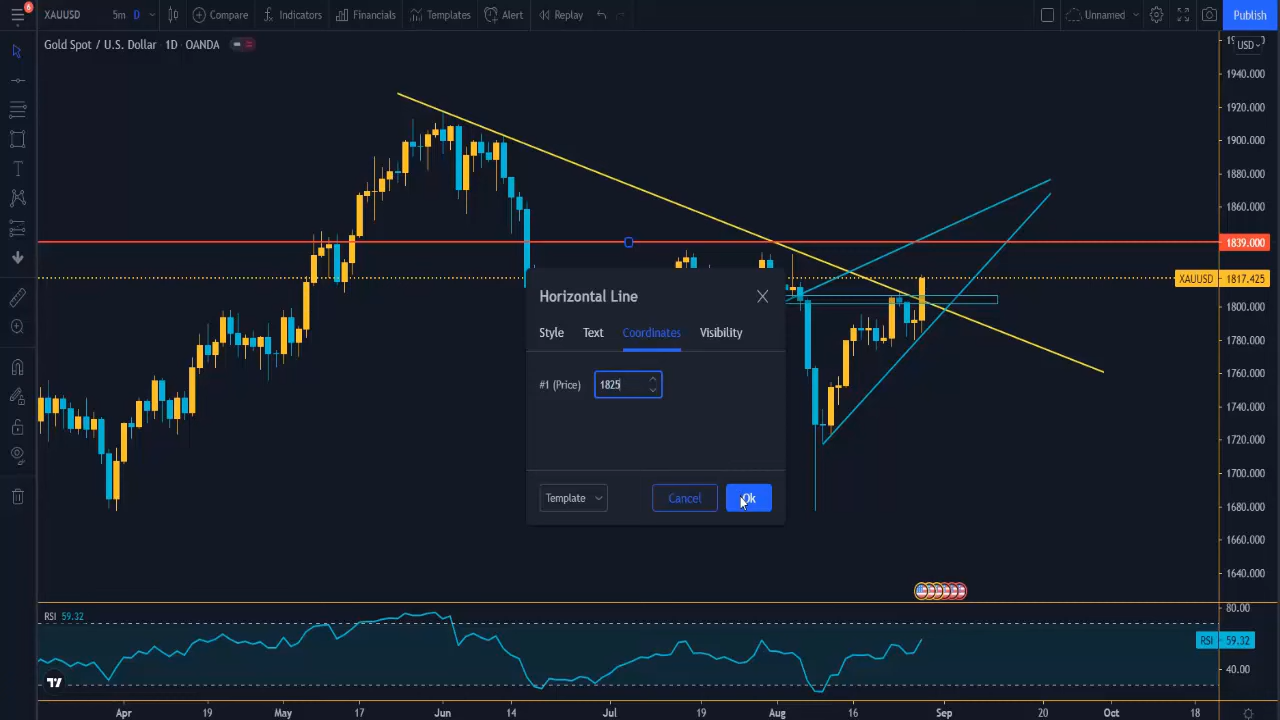 6
XAUUSD 5m D Compare Indicators Financials Templates Alert Replay Unnamed Publish
Gold Spot / U.S. Dollar 1D OANDA
USD
1940.000
1920.000
1900.000
1880.000
1860.000
1839.000
XAUUSD 1817.425
1800.000
1780.000
1760.000
1740.000
1720.000
1700.000
1680.000
1660.000
1640.000
Horizontal Line
Style Text Coordinates Visibility
#1 (Price) 1825
Template Cancel Ok
RSI 59.32
80.00
RSI 59.32
40.00
Apr 19 May 17 Jun 14 Jul 19 Aug 16 Sep 20 Oct 18